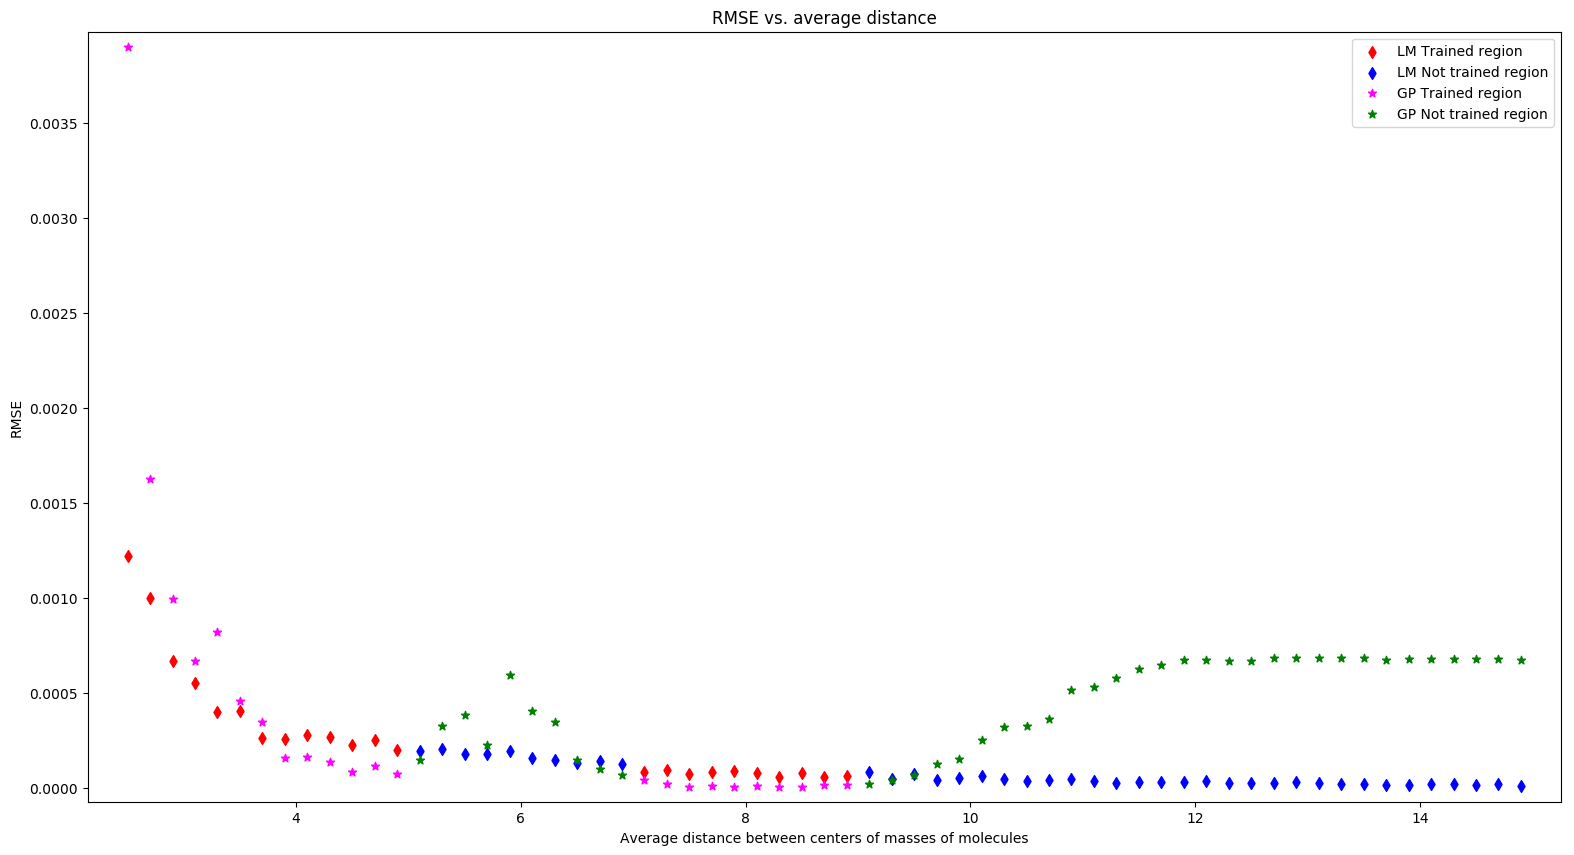 RMSE vs. average distance
LM Trained region
LM Not trained region
GP Trained region
GP Not trained region
0.0035
0.0030
0.0025
0.0020
0.0015
0.0010
0.0005
0.0000
RMSE
4
6
8
10
12
14
Average distance between centers of masses of molecules